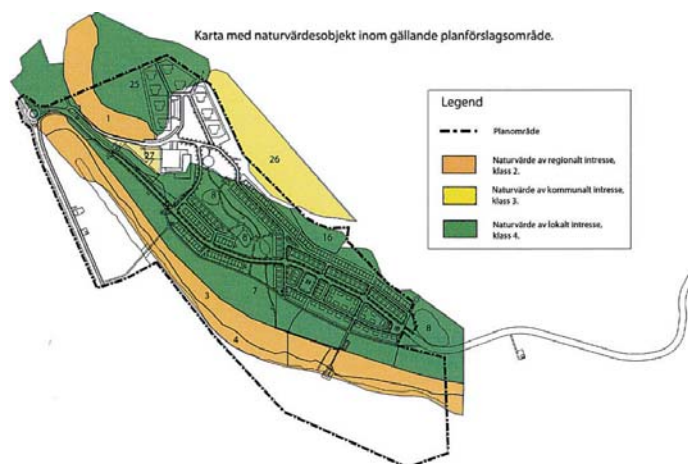 Karta med naturvärdesobjekt inom gällande planförslagsområde.
25
1
27
26
16
3
7
4
8
Legend
Planområde
Naturvärde av regionalt intresse,
klass 2.
Naturvärde av kommunalt intresse,
klass 3.
Naturvärde av lokalt intresse,
klass 4.